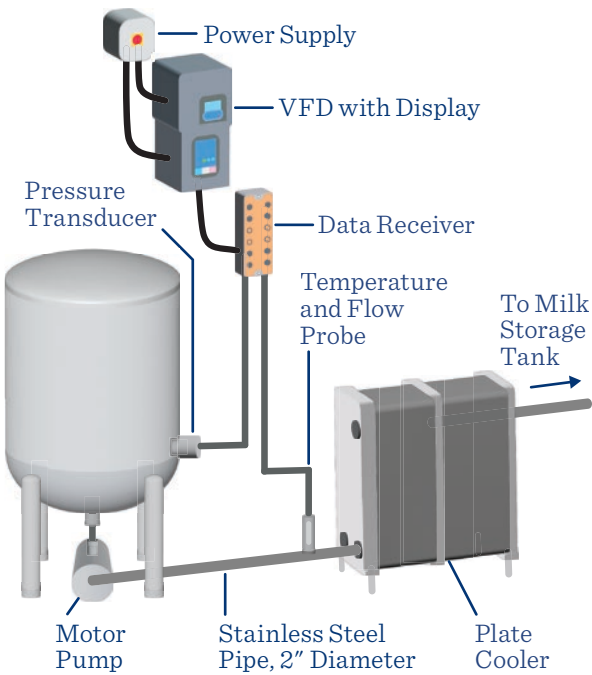 Power Supply
VFD with Display
Pressure
Transducer
Data Receiver
Temperature
and Flow
Probe
To Milk
Storage
Tank
Motor
Pump
Stainless Steel
Pipe, 2″ Diameter
Plate
Cooler